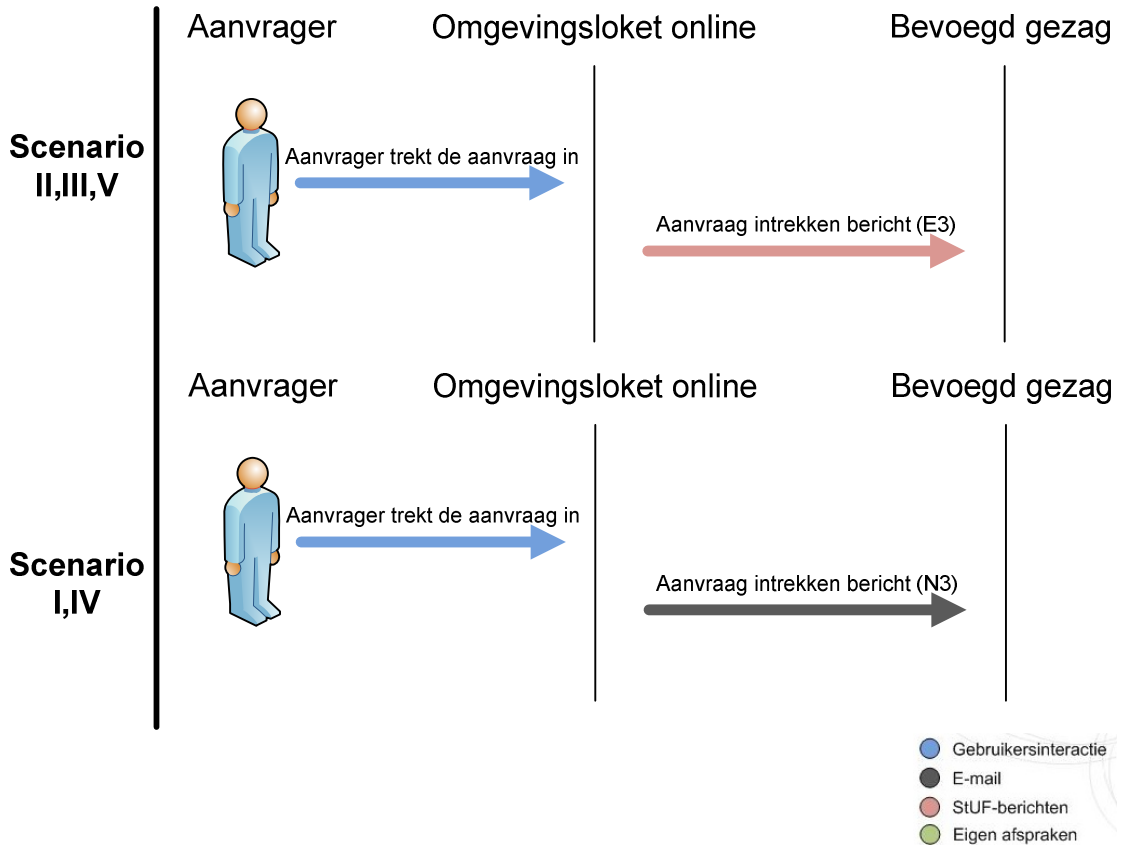 Aanvrager
Omgevingsloket online
Bevoegd gezag
Scenario
II,III,V
Aanvrager trekt de aanvraag in
Aanvraag intrekken bericht (E3)
Aanvrager
Omgevingsloket online
Bevoegd gezag
Scenario
I,IV
Aanvrager trekt de aanvraag in
Aanvraag intrekken bericht (N3)
Gebruikersinteractie
E-mail
StUF-berichten
Eigen afspraken